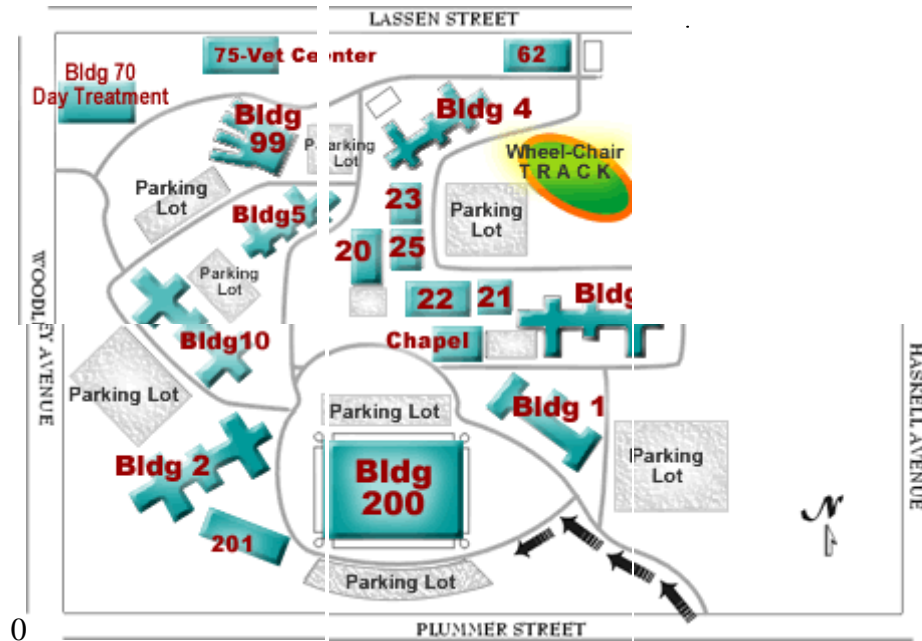 LASSEN STREET
75-Vet Ceenter
62
Bldg 70
Day Treatment
Bldg
99
Bldg 4
Parking
Lot
Wheel-Chair
TRACK
Parking
Lot
23
Parking
Lot
Bldg5
20
25
Parking
Lot
22
21
Bldg
WOODLEY AVENUE
Chapel
Bldg10
HASKELL AVENUE
Parking Lot
Parking Lot
Bldg 1
Bldg 2
Bldg
200
Parking
Lot
N
201
Parking Lot
0
PLUMMER STREET